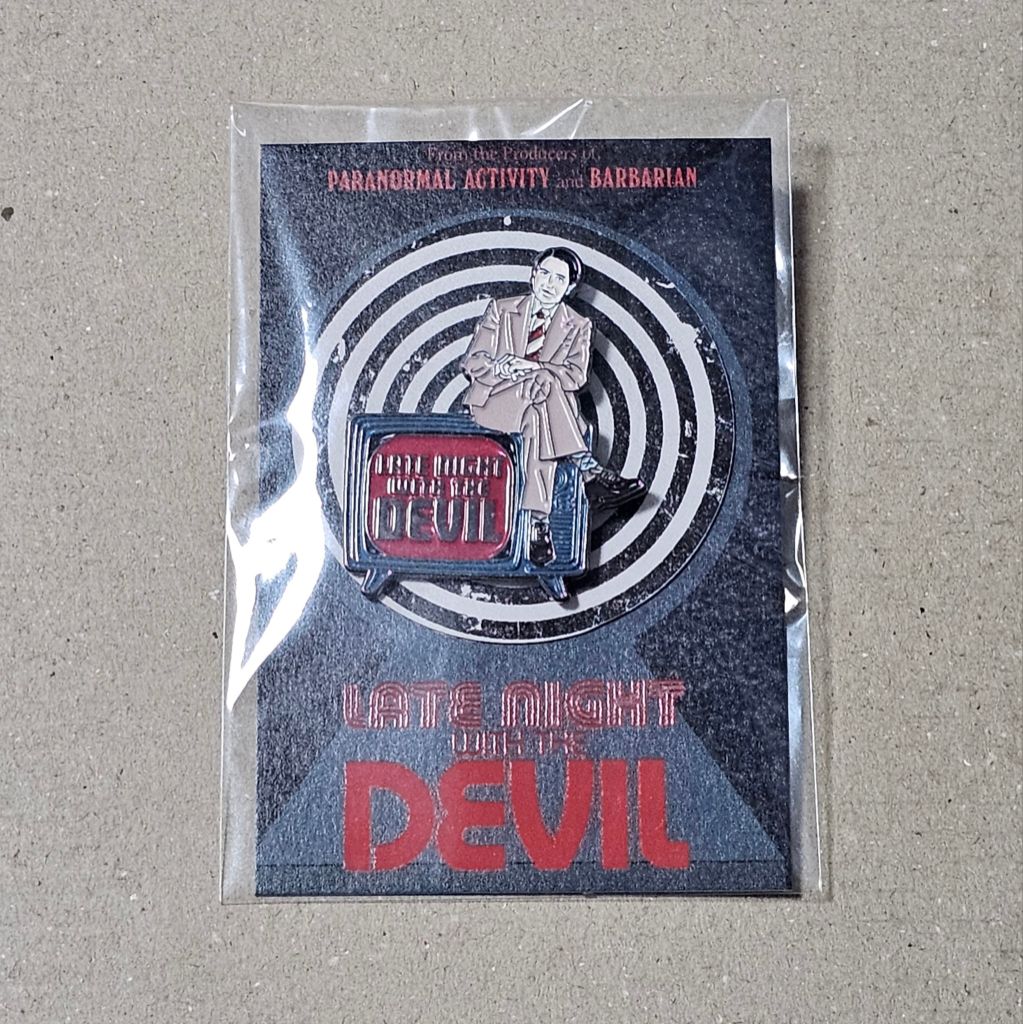 From the Producers of
PARANORMAL ACTIVITY and BARBARIAN
LATE NIGHT
WITH THE
DEVIL
LATE NIGHT
WITH THE
DEVIL